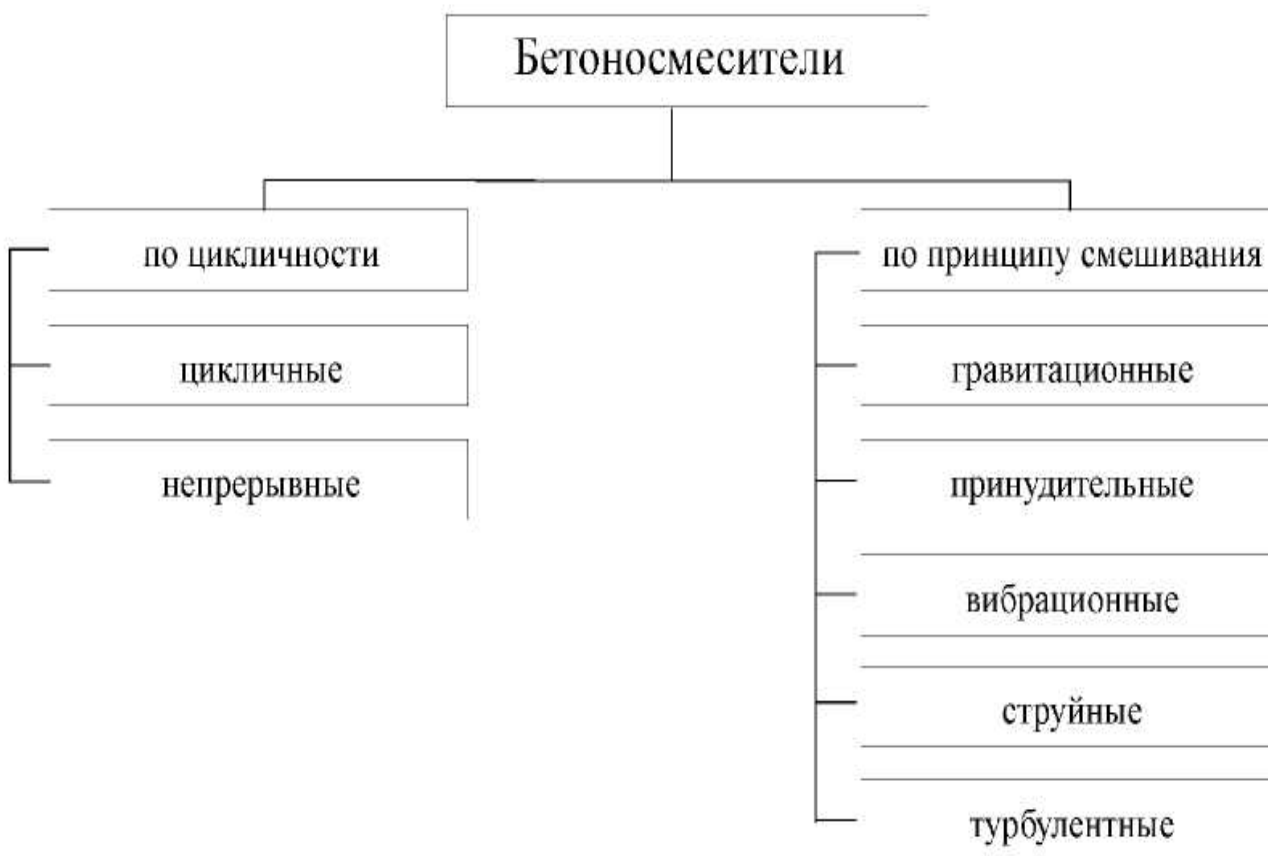 Бетоносмесители
по цикличности
цикличные
непрерывные
по принципу смешивания
гравитационные
принудительные
вибрационные
струйные
турбулентные